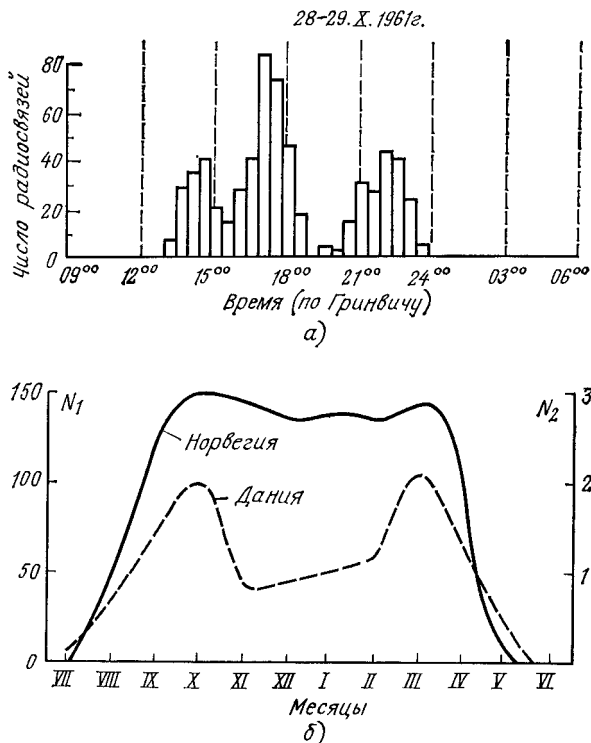 28-29.X.1961г.
Число радиосвязей
80
60
40
20
0
09⁰⁰ 12⁰⁰ 15⁰⁰ 18⁰⁰ 21⁰⁰ 24⁰⁰ 03⁰⁰ 06⁰⁰
Время (по Гринвичу)
а)
150 N₁ N₂ 3
Норвегия
100 2
Дания
50 1
0
VII VIII IX X XI XII I II III IV V VI
Месяцы
б)